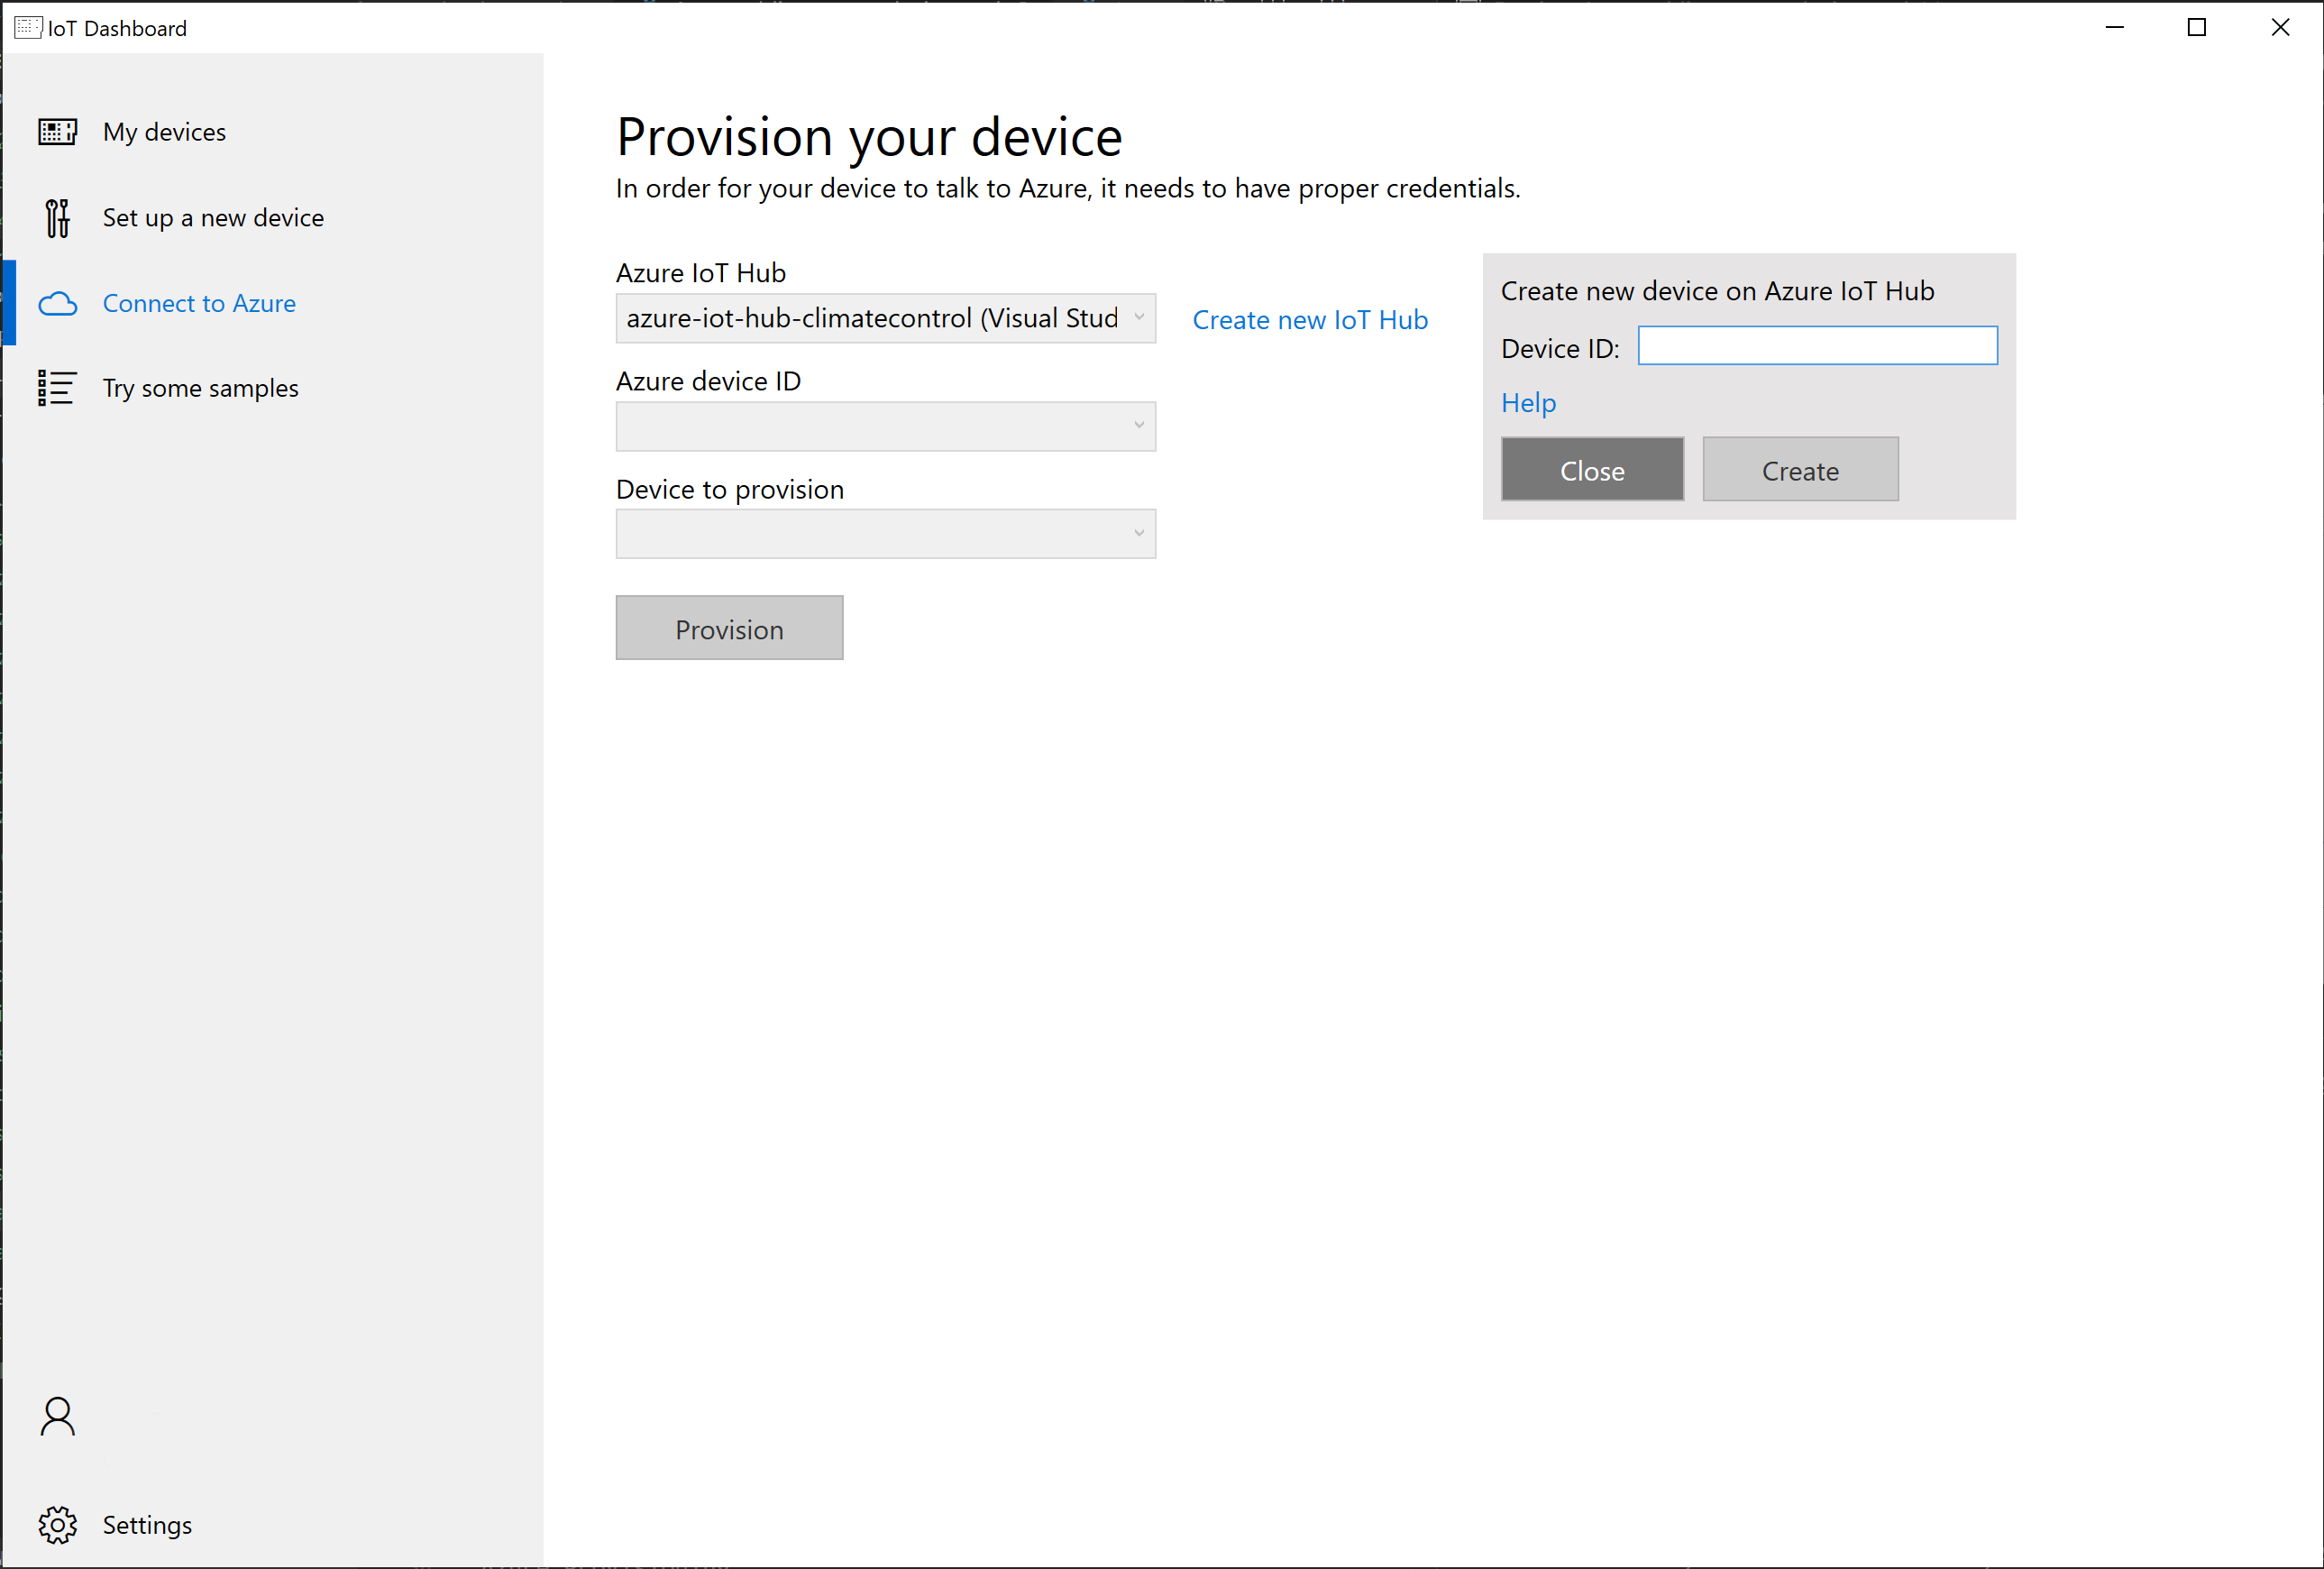 IoT Dashboard
My devices
Set up a new device
Connect to Azure
Try some samples
Settings
Provision your device
In order for your device to talk to Azure, it needs to have proper credentials.
Azure IoT Hub
azure-iot-hub-climatecontrol (Visual Stud
Create new IoT Hub
Azure device ID
Device to provision
Provision
Create new device on Azure IoT Hub
Device ID:
Help
Close
Create